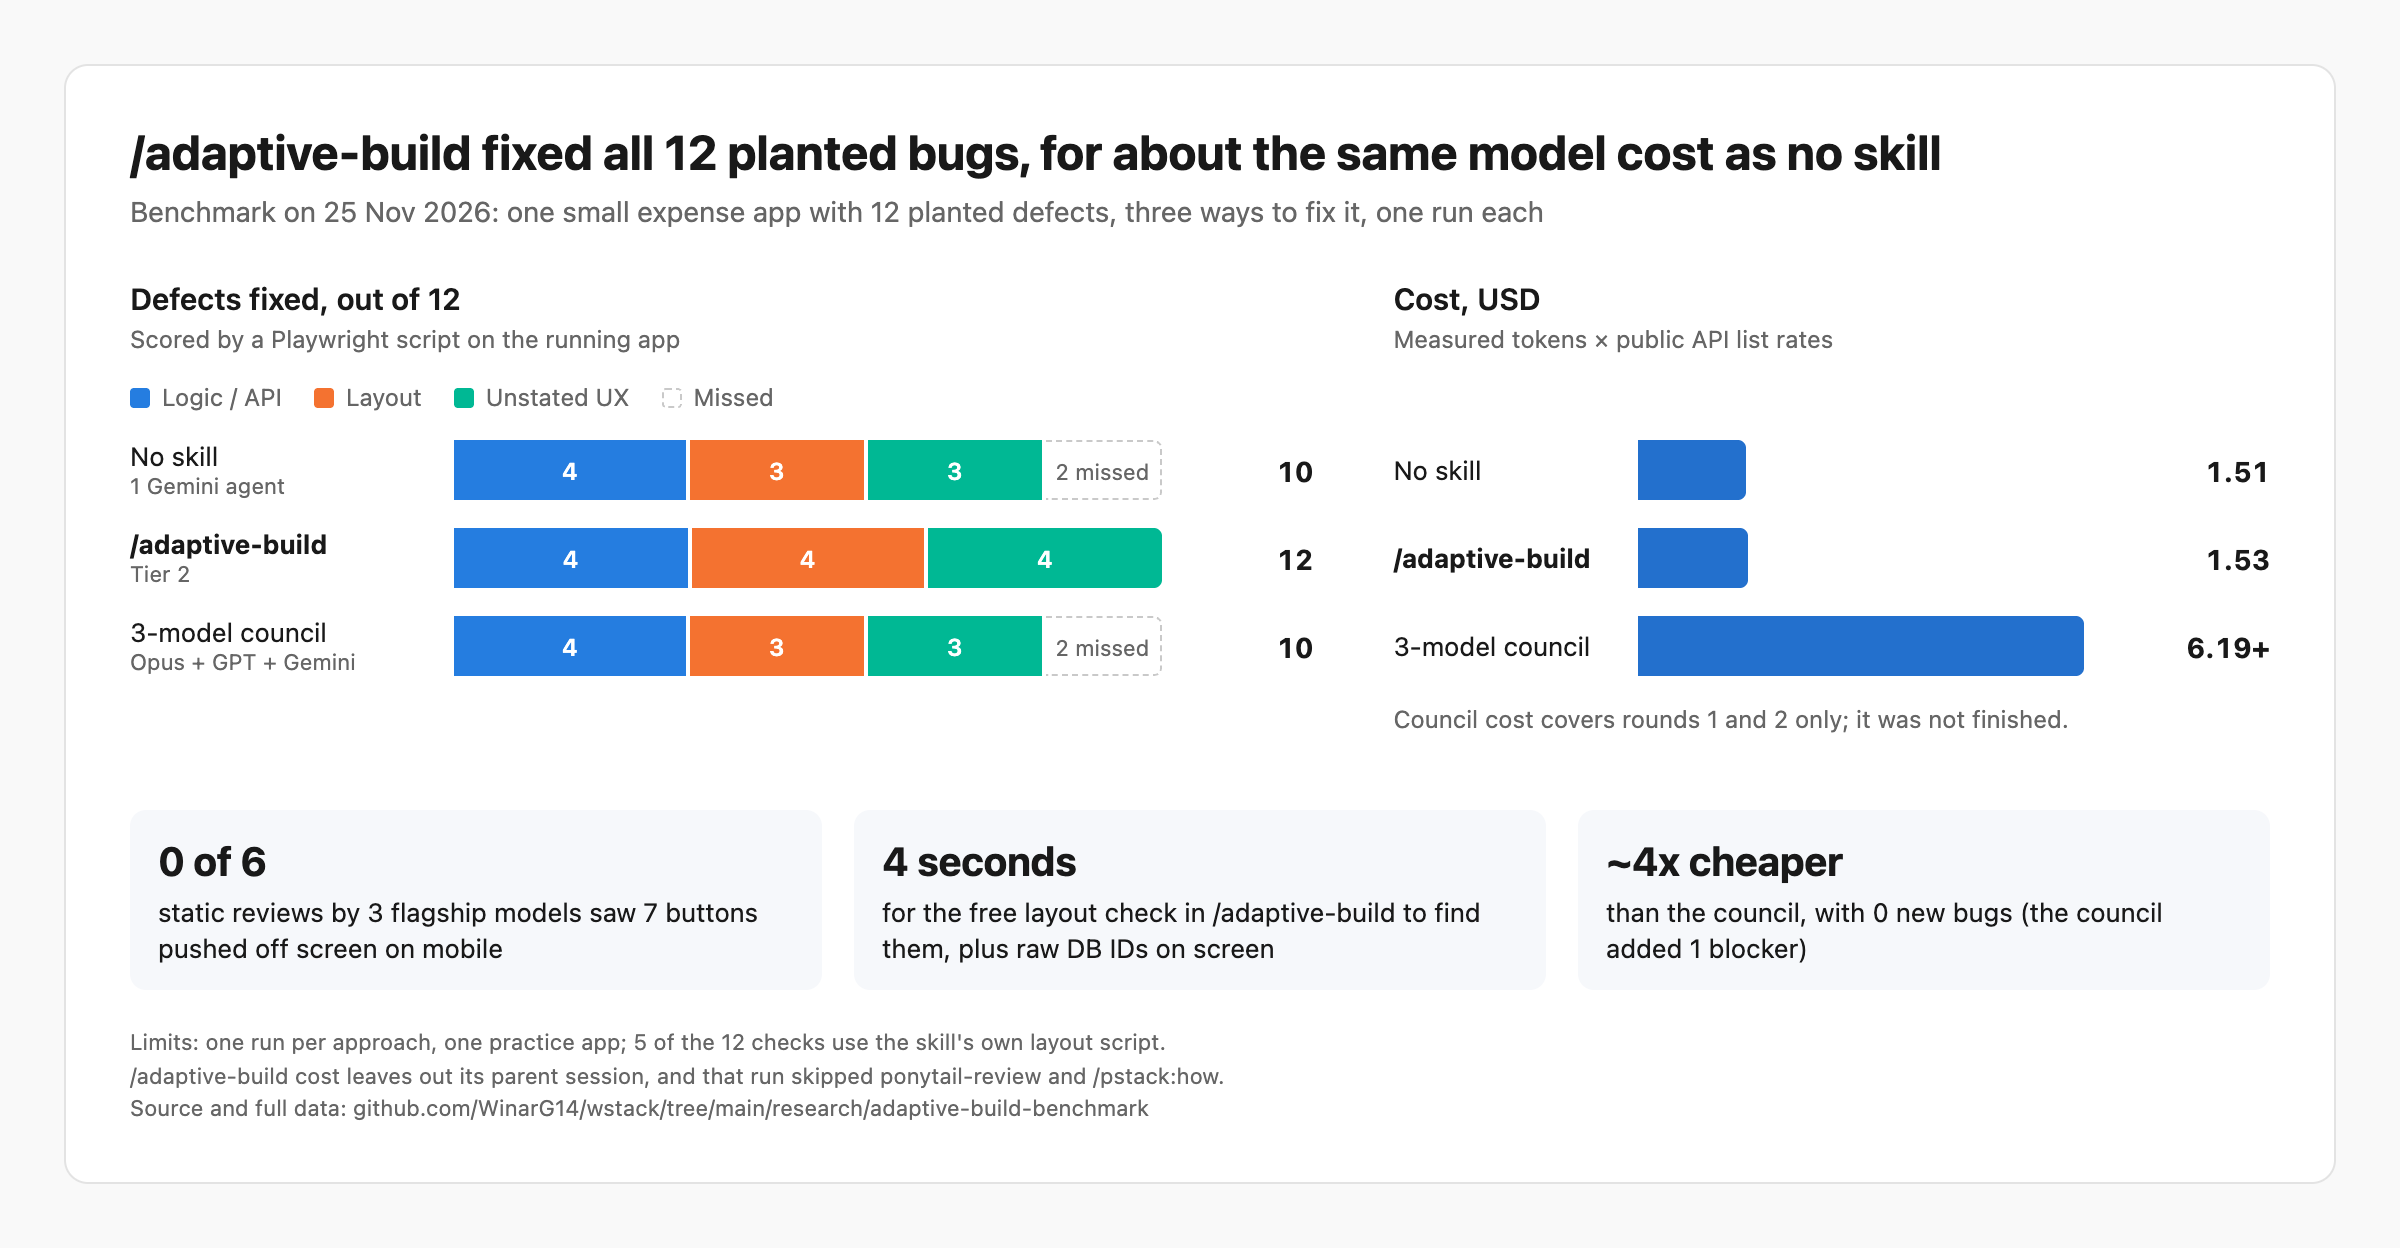 /adaptive-build fixed all 12 planted bugs, for about the same model cost as no skill
Benchmark on 25 Nov 2026: one small expense app with 12 planted defects, three ways to fix it, one run each
Defects fixed, out of 12
Scored by a Playwright script on the running app
Logic / API
Layout
Unstated UX
Missed
No skill
1 Gemini agent
4
3
3
2 missed
10
/adaptive-build
Tier 2
4
4
4
12
3-model council
Opus + GPT + Gemini
4
3
3
2 missed
10
Cost, USD
Measured tokens × public API list rates
No skill
1.51
/adaptive-build
1.53
3-model council
6.19+
Council cost covers rounds 1 and 2 only; it was not finished.
0 of 6
static reviews by 3 flagship models saw 7 buttons
pushed off screen on mobile
4 seconds
for the free layout check in /adaptive-build to find
them, plus raw DB IDs on screen
~4x cheaper
than the council, with 0 new bugs (the council
added 1 blocker)
Limits: one run per approach, one practice app; 5 of the 12 checks use the skill's own layout script.
/adaptive-build cost leaves out its parent session, and that run skipped ponytail-review and /pstack:how.
Source and full data: github.com/WinarG14/wstack/tree/main/research/adaptive-build-benchmark